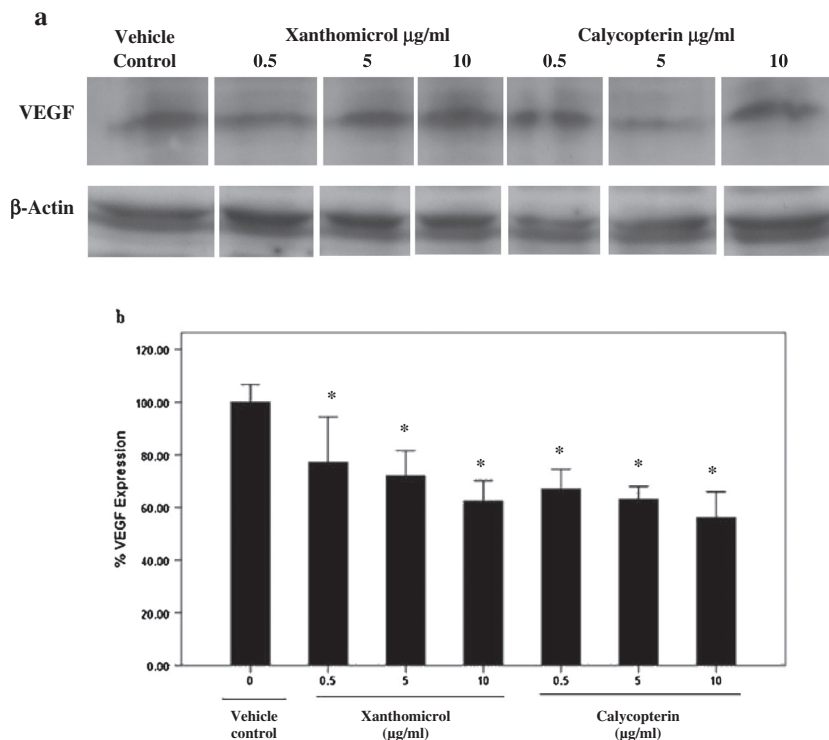 a
Vehicle Control
Xanthomicrol μg/ml
Calycopterin μg/ml
0.5 5 10 0.5 5 10
VEGF
β-Actin
b
120.00
100.00
80.00
60.00
40.00
20.00
0.00
% VEGF Expression
* * * * * *
0 0.5 5 10 0.5 5 10
Vehicle control
Xanthomicrol (μg/ml)
Calycopterin (μg/ml)